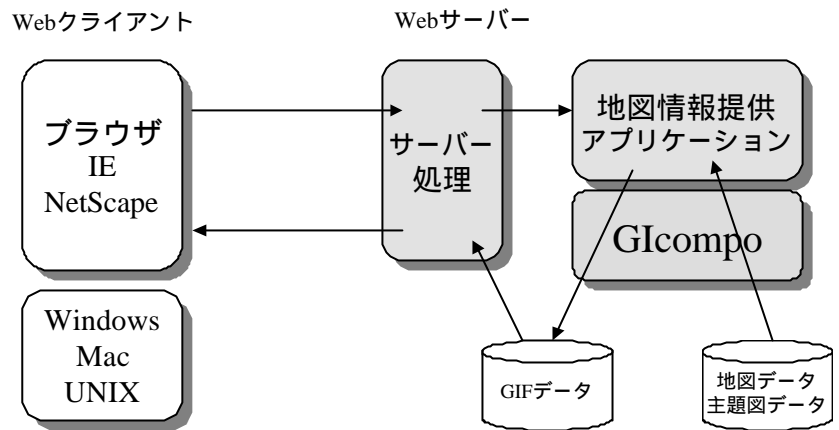 Webクライアント
Webサーバー
ブラウザ
IE
NetScape
サーバー
処理
地図情報提供
アプリケーション
GIcompo
Windows
Mac
UNIX
GIFデータ
地図データ
主題図データ